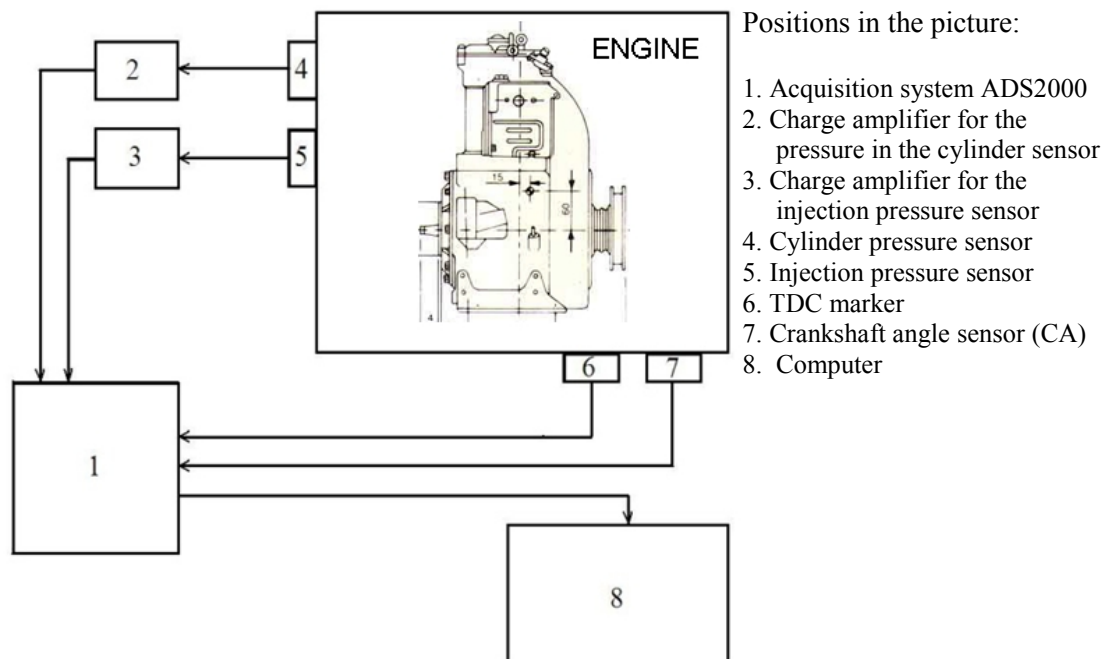 Positions in the picture:
1. Acquisition system ADS2000
2. Charge amplifier for the
pressure in the cylinder sensor
3. Charge amplifier for the
injection pressure sensor
4. Cylinder pressure sensor
5. Injection pressure sensor
6. TDC marker
7. Crankshaft angle sensor (CA)
8. Computer
ENGINE
2
4
3
5
15
60
4
6
7
1
8